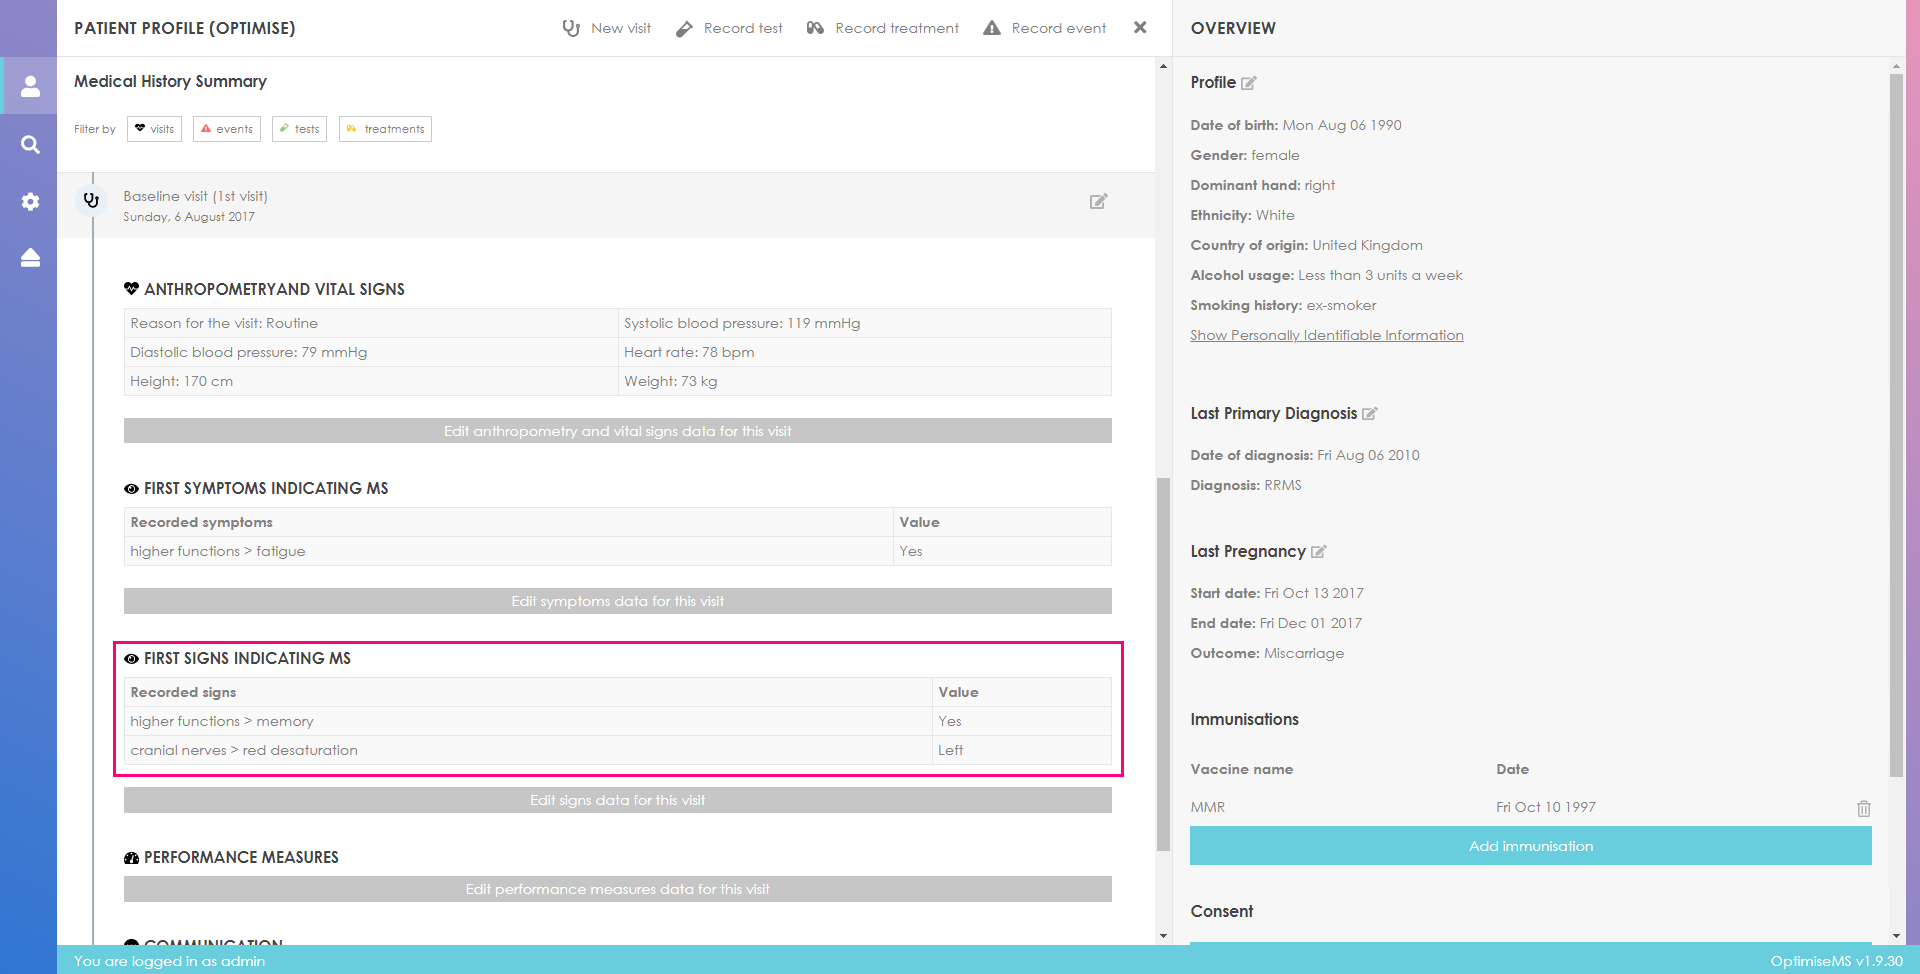 PATIENT PROFILE (OPTIMISE)
New visit
Record test
Record treatment
Record event
Medical History Summary
Filter by
visits
events
tests
treatments
Baseline visit (1st visit)
Sunday, 6 August 2017
ANTHROPOMETRYAND VITAL SIGNS
Reason for the visit: Routine
Systolic blood pressure: 119 mmHg
Diastolic blood pressure: 79 mmHg
Heart rate: 78 bpm
Height: 170 cm
Weight: 73 kg
Edit anthropometry and vital signs data for this visit
FIRST SYMPTOMS INDICATING MS
Recorded symptoms
Value
higher functions > fatigue
Yes
Edit symptoms data for this visit
FIRST SIGNS INDICATING MS
Recorded signs
Value
higher functions > memory
Yes
cranial nerves > red desaturation
Left
Edit signs data for this visit
PERFORMANCE MEASURES
Edit performance measures data for this visit
COMMUNICATION
You are logged in as admin
OVERVIEW
Profile
Date of birth: Mon Aug 06 1990
Gender: female
Dominant hand: right
Ethnicity: White
Country of origin: United Kingdom
Alcohol usage: Less than 3 units a week
Smoking history: ex-smoker
Show Personally Identifiable Information
Last Primary Diagnosis
Date of diagnosis: Fri Aug 06 2010
Diagnosis: RRMS
Last Pregnancy
Start date: Fri Oct 13 2017
End date: Fri Dec 01 2017
Outcome: Miscarriage
Immunisations
Vaccine name
Date
MMR
Fri Oct 10 1997
Add immunisation
Consent
OptimiseMS v1.9.30